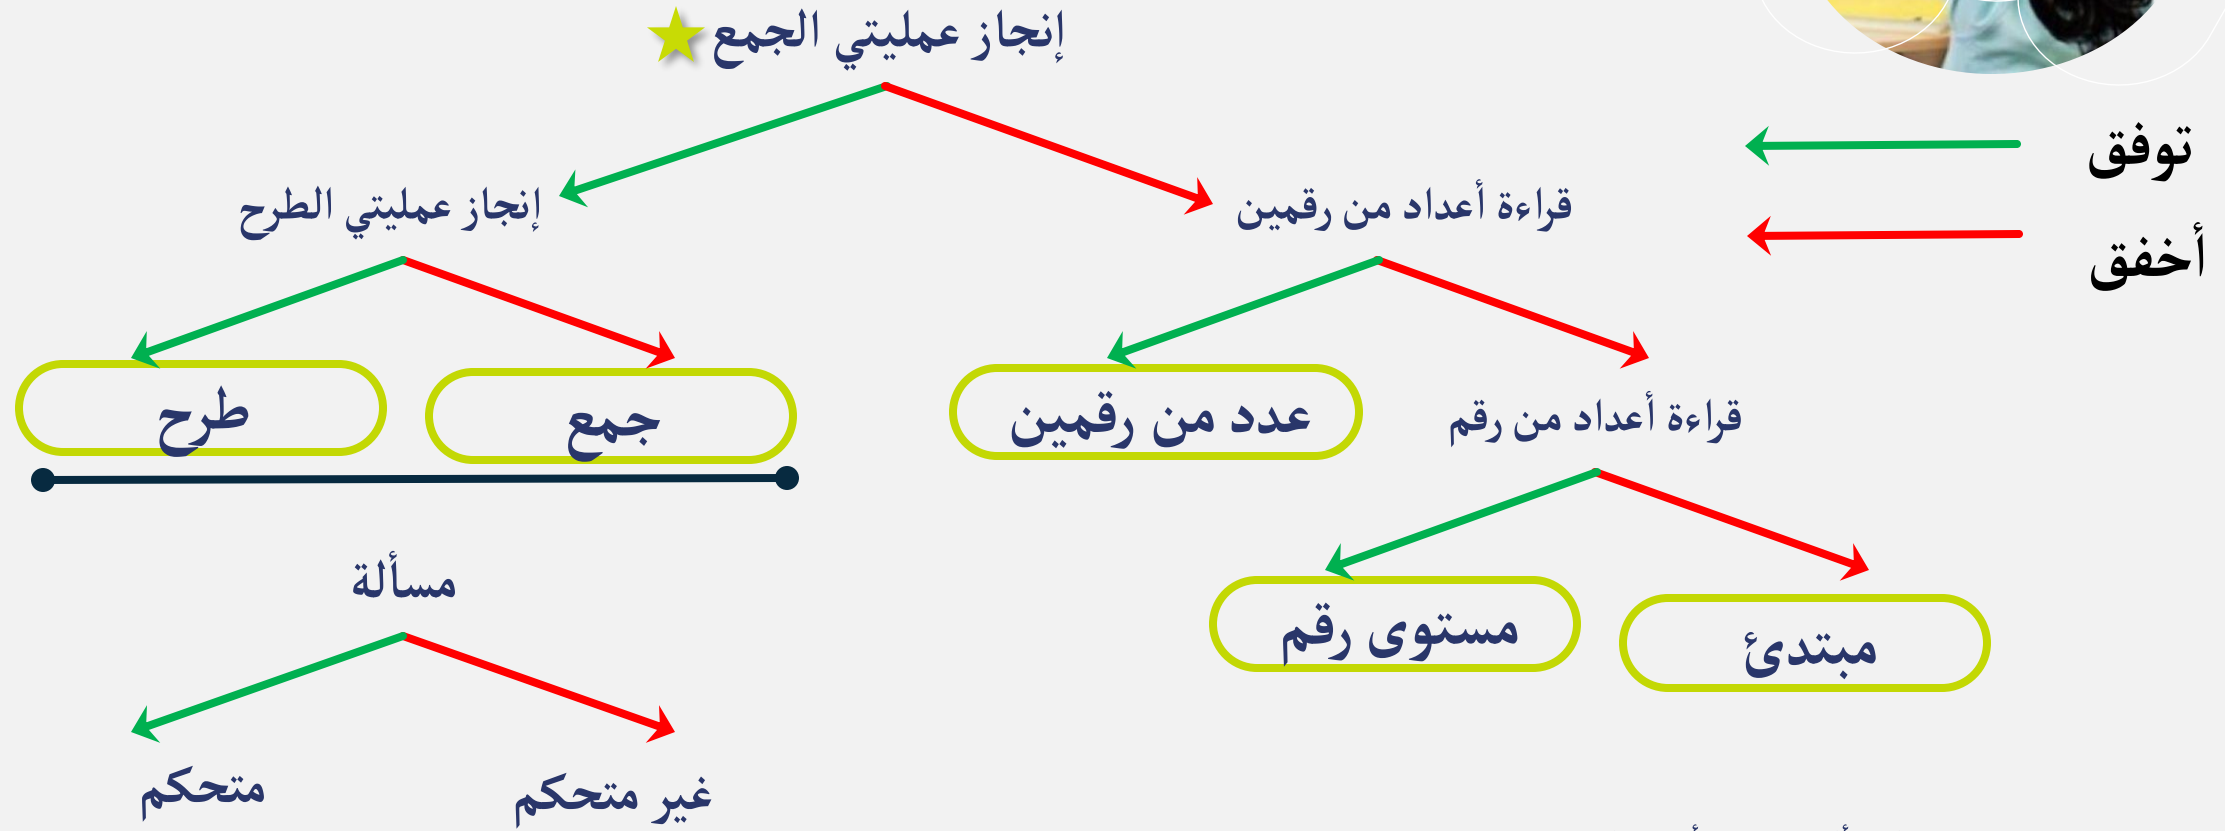 إنجاز عمليتي الجمع
توفق
أخفق
قراءة أعداد من رقمين
إنجاز عمليتي الطرح
عدد من رقمين
قراءة أعداد من رقم
جمع
طرح
مسألة
مستوى رقم
مبتدئ
غير متحكم
متحكم